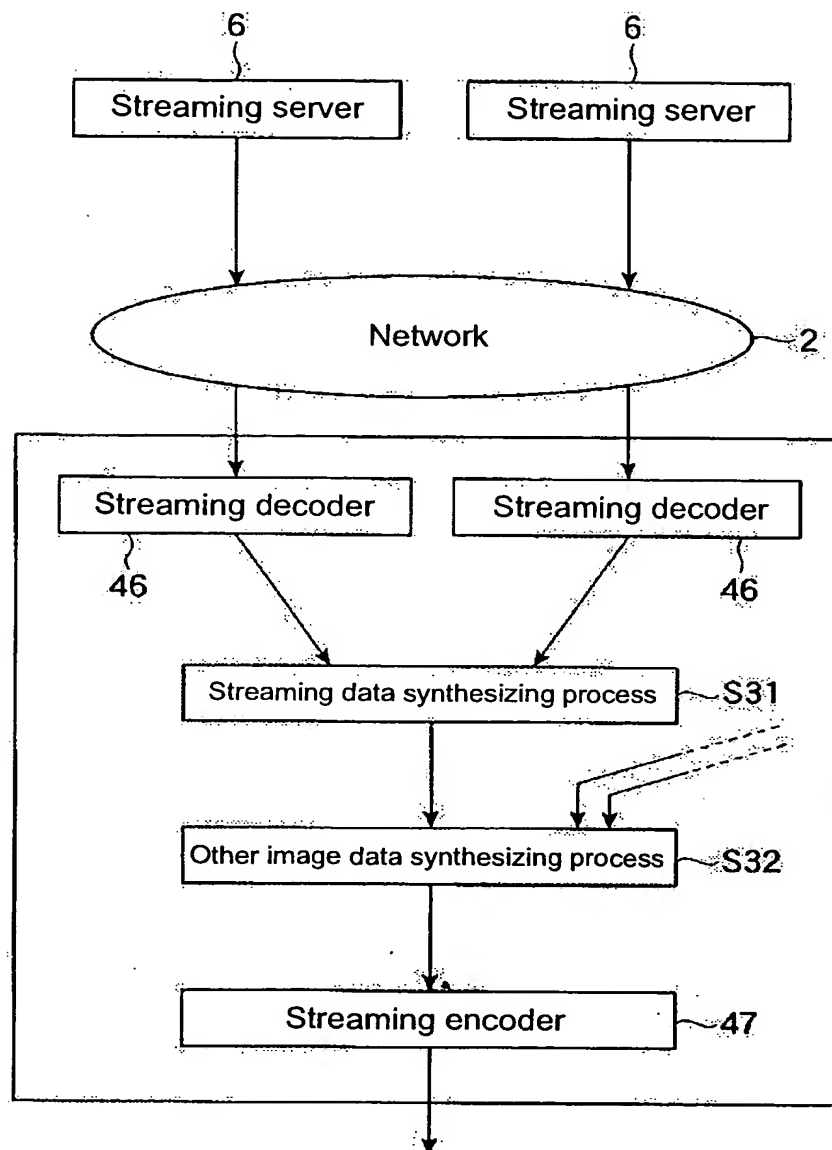 6 6
Streaming server Streaming server
Network
2
Streaming decoder Streaming decoder
46 46
Streaming data synthesizing process S31
Other image data synthesizing process S32
Streaming encoder 47